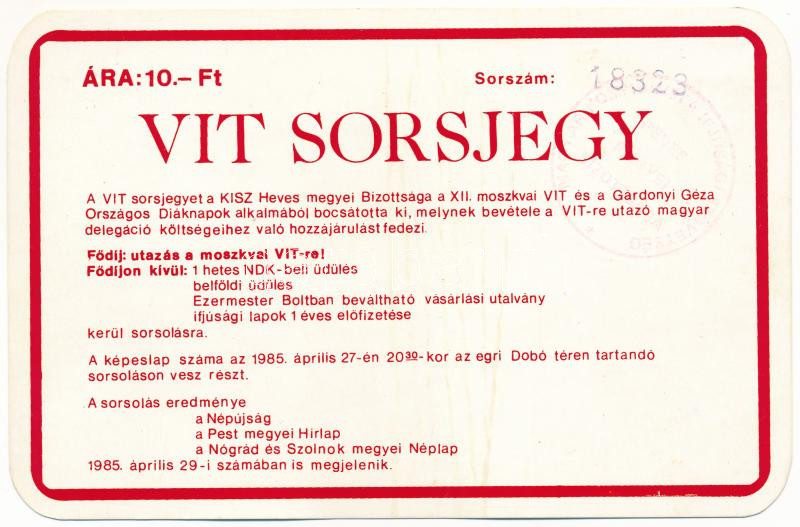 ÁRA: 10.— Ft
Sorszám: 18323
VIT SORSJEGY
A VIT sorsjegyet a KISZ Heves megyei Bizottsága a XII. moszkvai VIT és a Gárdonyi Géza
Országos Diáknapok alkalmából bocsátotta ki, melynek bevétele a VIT-re utazó magyar
delegáció költségeihez való hozzájárulást fedezi.
Fődíj: utazás a moszkvai VIT-re!
Fődíjon kívül: 1 hetes NDK-beli üdülés
belföldi üdülés
Ezermester Boltban beváltható vásárlási utalvány
ifjúsági lapok 1 éves előfizetése
kerül sorsolásra.
A képeslap száma az 1985. április 27-én 20³⁰-kor az egri Dobó téren tartandó
sorsoláson vesz részt.
A sorsolás eredménye
a Népújság
a Pest megyei Hírlap
a Nógrád és Szolnok megyei Néplap
1985. április 29-i számában is megjelenik.